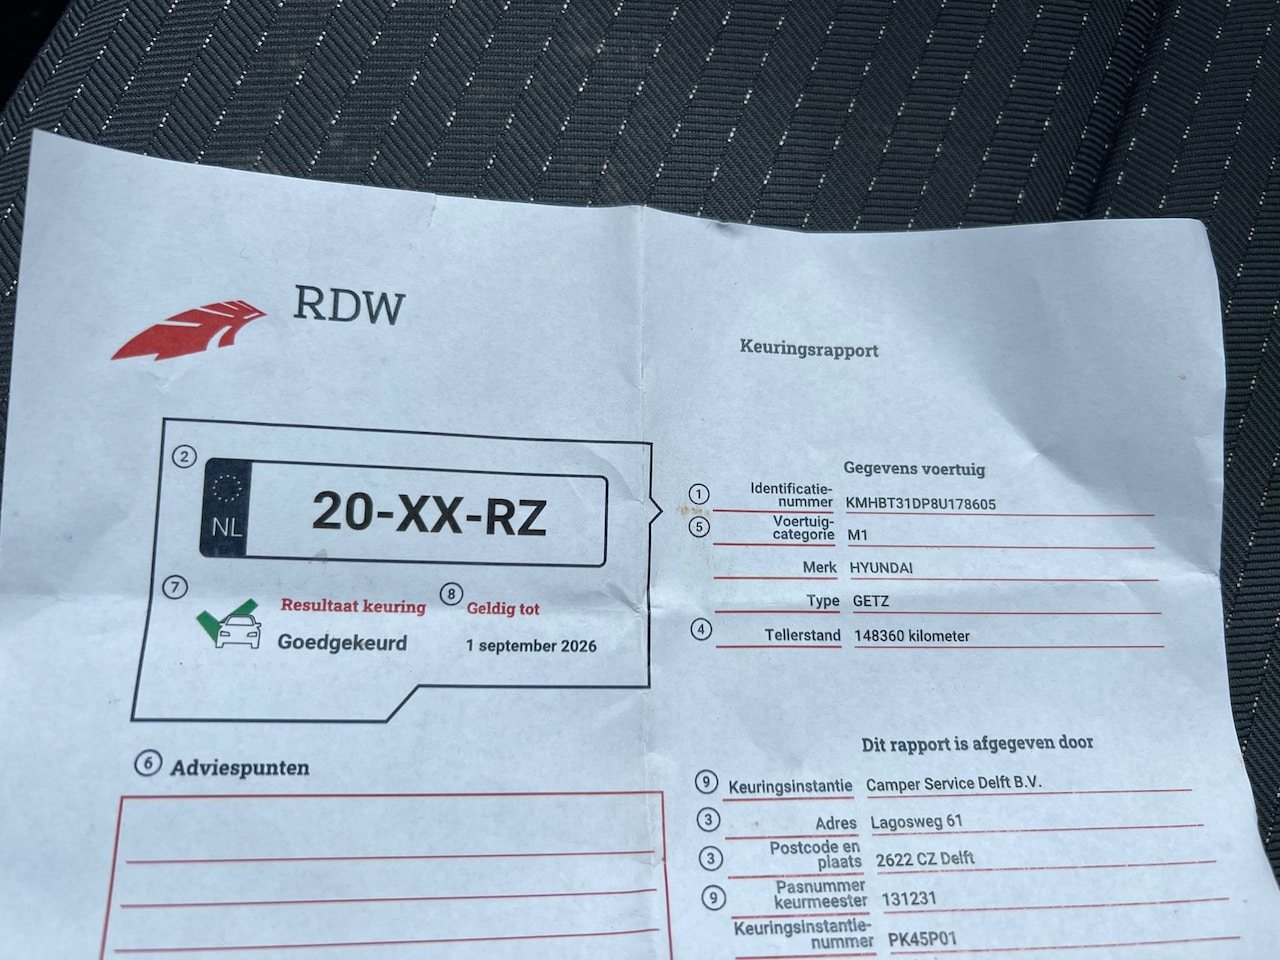 RDW
Keuringsrapport
2
NL
20-XX-RZ
7
Resultaat keuring
Goedgekeurd
8
Geldig tot
1 september 2026
6 Adviespunten
Gegevens voertuig
1 Identificatie-
nummer KMHBT31DP8U178605
5 Voertuig-
categorie M1
Merk HYUNDAI
Type GETZ
4 Tellerstand 148360 kilometer
Dit rapport is afgegeven door
9 Keuringsinstantie Camper Service Delft B.V.
3 Adres Lagosweg 61
3 Postcode en
plaats 2622 CZ Delft
9 Pasnummer
keurmeester 131231
Keuringsinstantie-
nummer PK45P01